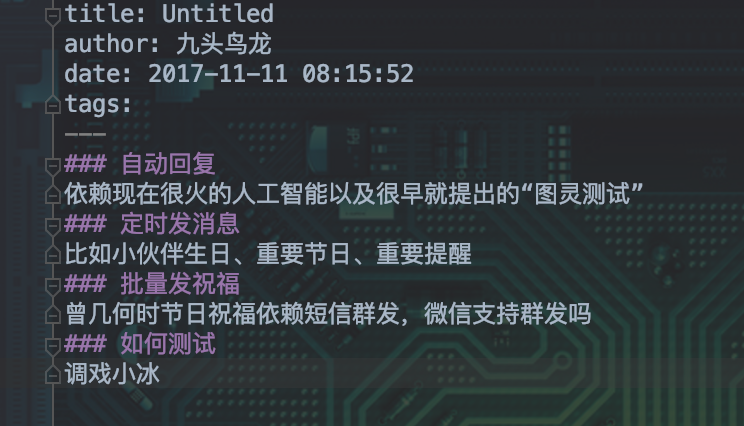 title: Untitled
author: 九头鸟龙
date: 2017-11-11 08:15:52
tags:
---
### 自动回复
依赖现在很火的人工智能以及很早就提出的“图灵测试”
### 定时发消息
比如小伙伴生日、重要节日、重要提醒
### 批量发祝福
曾几何时节日祝福依赖短信群发，微信支持群发吗
### 如何测试
调戏小冰